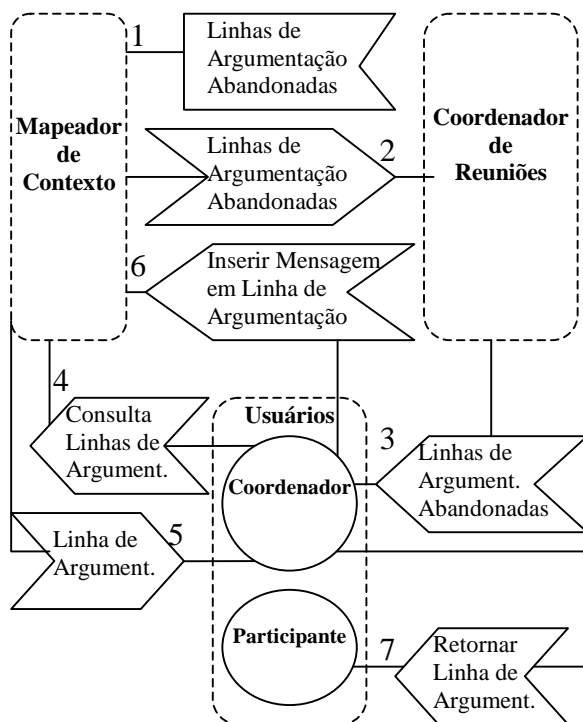 1
Linhas de
Argumentação
Abandonadas
Mapeador
de
Contexto
Coordenador
de
Reuniões
Linhas de
Argumentação
Abandonadas
2
6
Inserir Mensagem
em Linha de
Argumentação
4
Consulta
Linhas de
Argument.
Usuários
Coordenador
3
Linhas de
Argument.
Abandonadas
Linha de
Argument.
5
Participante
7
Retornar
Linha de
Argument.